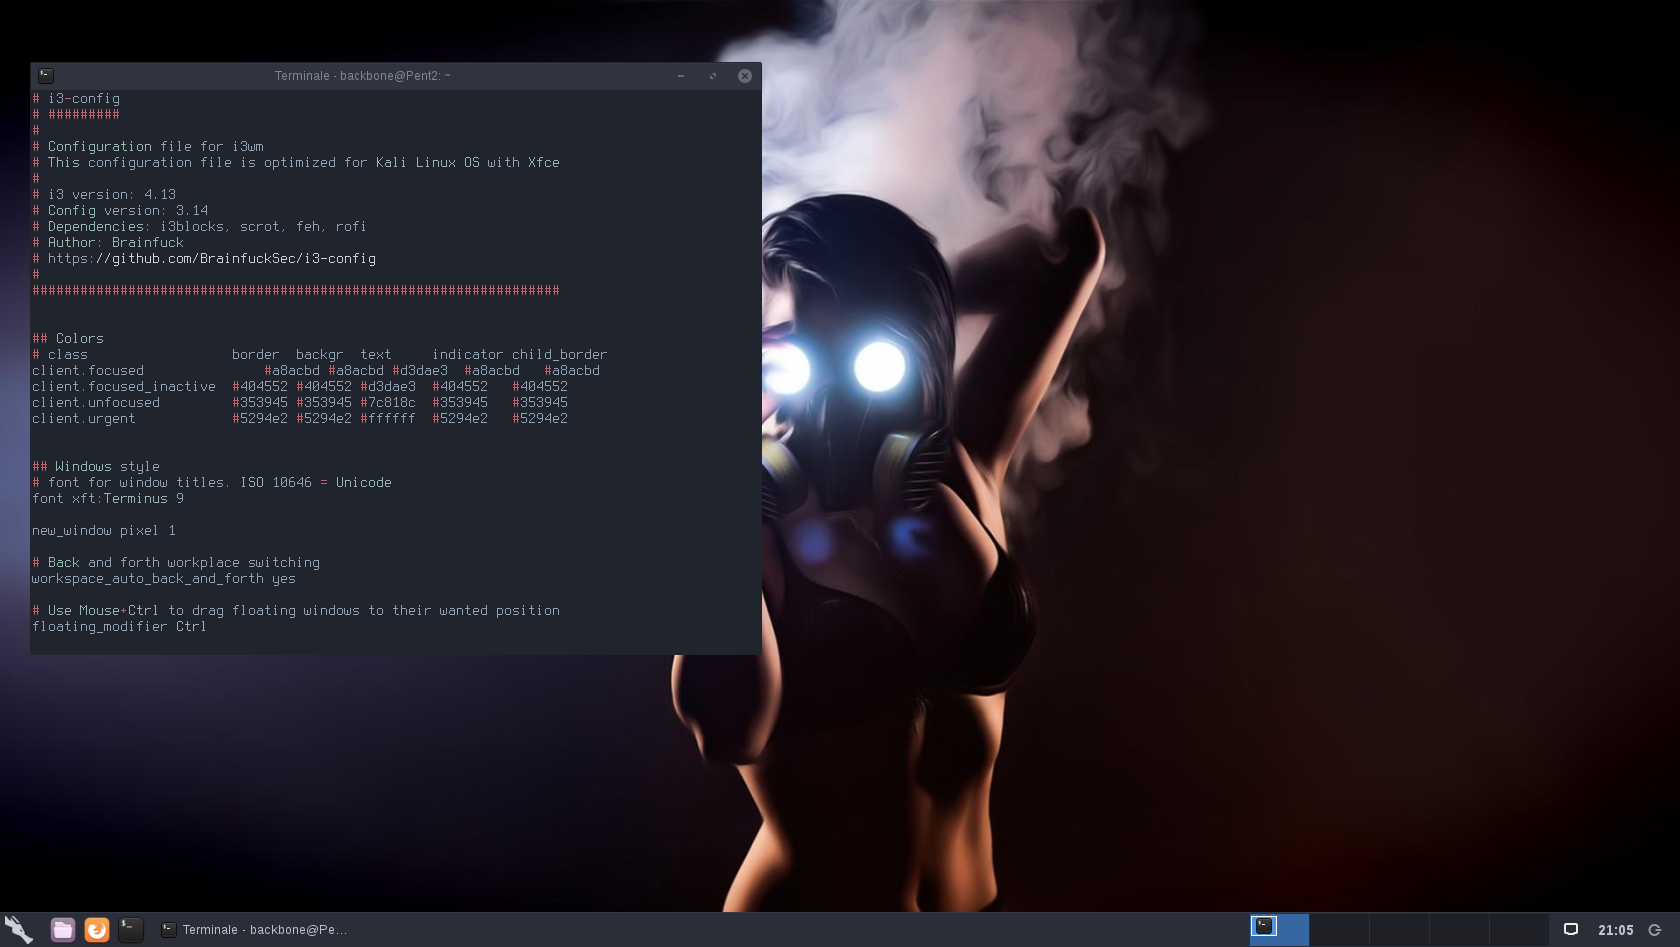 Terminale - backbone@Pent2: ~
# i3-config
# #########
#
# Configuration file for i3wm
# This configuration file is optimized for Kali Linux OS with Xfce
#
# i3 version: 4.13
# Config version: 3.14
# Dependencies: i3blocks, scrot, feh, rofi
# Author: Brainfuck
# https://github.com/BrainfuckSec/i3-config
#
##################################################################
## Colors
# class                  border  backgr  text     indicator child_border
client.focused               #a8acbd #a8acbd #d3dae3  #a8acbd   #a8acbd
client.focused_inactive  #404552 #404552 #d3dae3  #404552   #404552
client.unfocused         #353945 #353945 #7c818c  #353945   #353945
client.urgent            #5294e2 #5294e2 #ffffff  #5294e2   #5294e2
## Windows style
# font for window titles. ISO 10646 = Unicode
font xft:Terminus 9
new_window pixel 1
# Back and forth workplace switching
workspace_auto_back_and_forth yes
# Use Mouse+Ctrl to drag floating windows to their wanted position
floating_modifier Ctrl
Terminale - backbone@Pe...
21:05